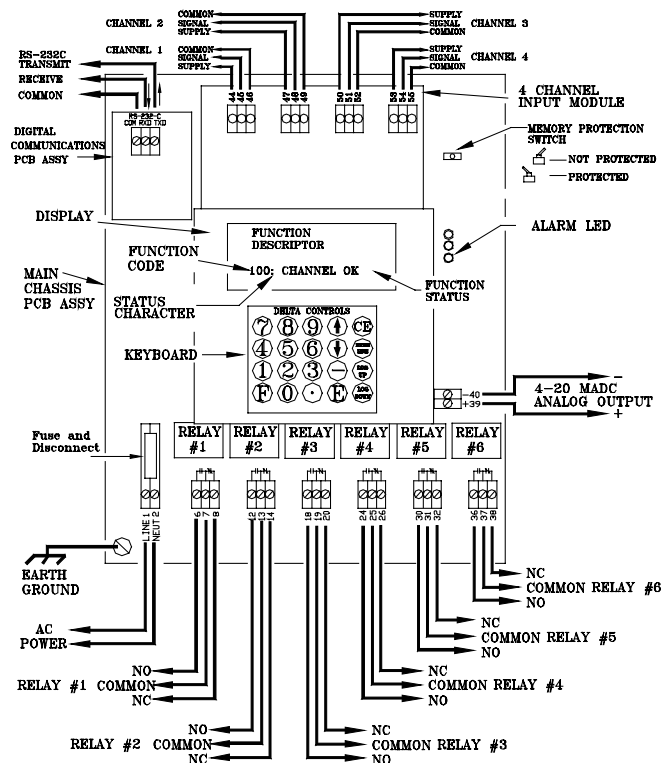 CHANNEL 2
COMMON
SIGNAL
SUPPLY
SUPPLY
SIGNAL
COMMON
CHANNEL 3
CHANNEL 1
COMMON
SIGNAL
SUPPLY
SUPPLY
SIGNAL
COMMON
CHANNEL 4
RS-232C
TRANSMIT
RECEIVE
COMMON
44 45 46
47 48 49
50 51 52
53 54 55
4 CHANNEL
INPUT MODULE
RS-232-C
COM RXD TXD
DIGITAL
COMMUNICATIONS
PCB ASSY
MEMORY PROTECTION
SWITCH
NOT PROTECTED
PROTECTED
DISPLAY
FUNCTION
DESCRIPTOR
ALARM LED
FUNCTION
CODE
100: CHANNEL OK
FUNCTION
STATUS
MAIN
CHASSIS
PCB ASSY
STATUS
CHARACTER
DELTA CONTROLS
7 8 9 CE
4 5 6
1 2 3 —
F 0 · E
KEYBOARD
-40
+39
4-20 MADC
ANALOG OUTPUT
−
+
Fuse and
Disconnect
RELAY
#1
RELAY
#2
RELAY
#3
RELAY
#4
RELAY
#5
RELAY
#6
LINE 1
NEUT 2
6 7 8
12 13 14
18 19 20
24 25 26
30 31 32
36 37 38
EARTH
GROUND
NC
COMMON RELAY #6
NO
AC
POWER
NC
COMMON RELAY #5
NO
NO
RELAY #1 COMMON
NC
NC
COMMON RELAY #4
NO
NO
RELAY #2 COMMON
NC
NC
COMMON RELAY #3
NO